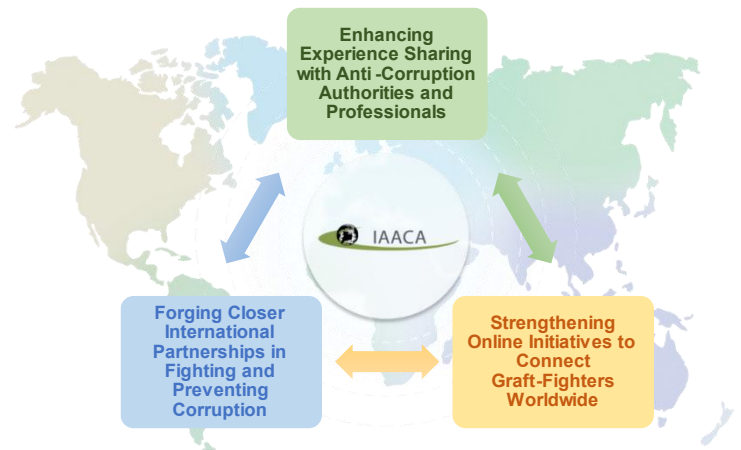 Enhancing
Experience Sharing
with Anti-Corruption
Authorities and
Professionals
IAACA
Forging Closer
International
Partnerships in
Fighting and
Preventing
Corruption
Strengthening
Online Initiatives to
Connect
Graft-Fighters
Worldwide